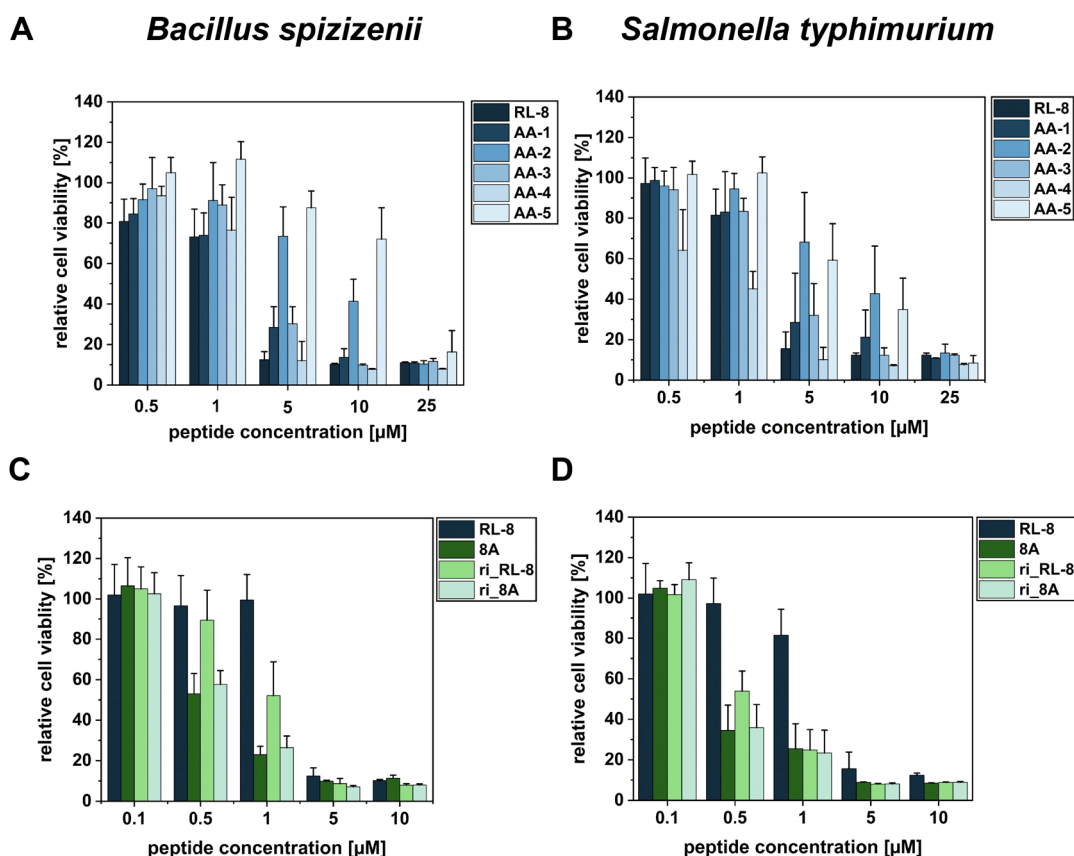 A
Bacillus spizizenii
B
Salmonella typhimurium
relative cell viability [%]
140
120
100
80
60
40
20
0
0.5 1 5 10 25
peptide concentration [µM]
RL-8
AA-1
AA-2
AA-3
AA-4
AA-5
relative cell viability [%]
140
120
100
80
60
40
20
0
0.5 1 5 10 25
peptide concentration [µM]
RL-8
AA-1
AA-2
AA-3
AA-4
AA-5
C
relative cell viability [%]
140
120
100
80
60
40
20
0
0.1 0.5 1 5 10
peptide concentration [µM]
RL-8
8A
ri_RL-8
ri_8A
D
relative cell viability [%]
140
120
100
80
60
40
20
0
0.1 0.5 1 5 10
peptide concentration [µM]
RL-8
8A
ri_RL-8
ri_8A